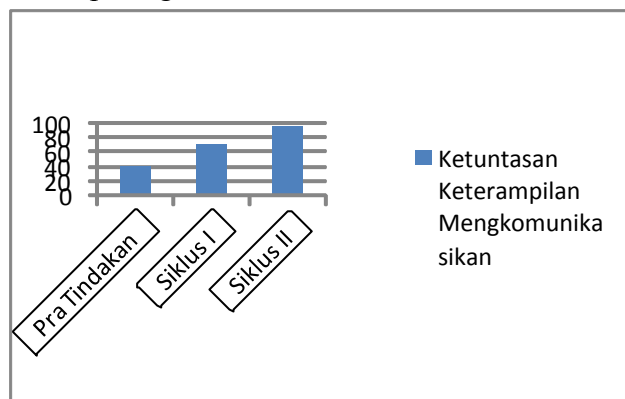 100
80
60
40
20
0
Pra Tindakan
Siklus I
Siklus II
Ketuntasan
Keterampilan
Mengkomunika
sikan